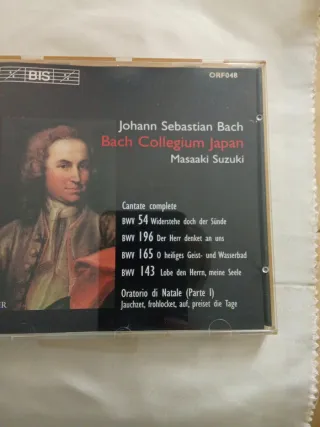 BIS
ORF048
Johann Sebastian Bach
Bach Collegium Japan
Masaaki Suzuki
Cantate complete
BWV 54 Widerstehe doch der Sünde
BWV 196 Der Herr denket an uns
BWV 165 O heiliges Geist- und Wasserbad
BWV 143 Lobe den Herrn, meine Seele
Oratorio di Natale (Parte I)
Jauchzet, frohlocket, auf, preiset die Tage